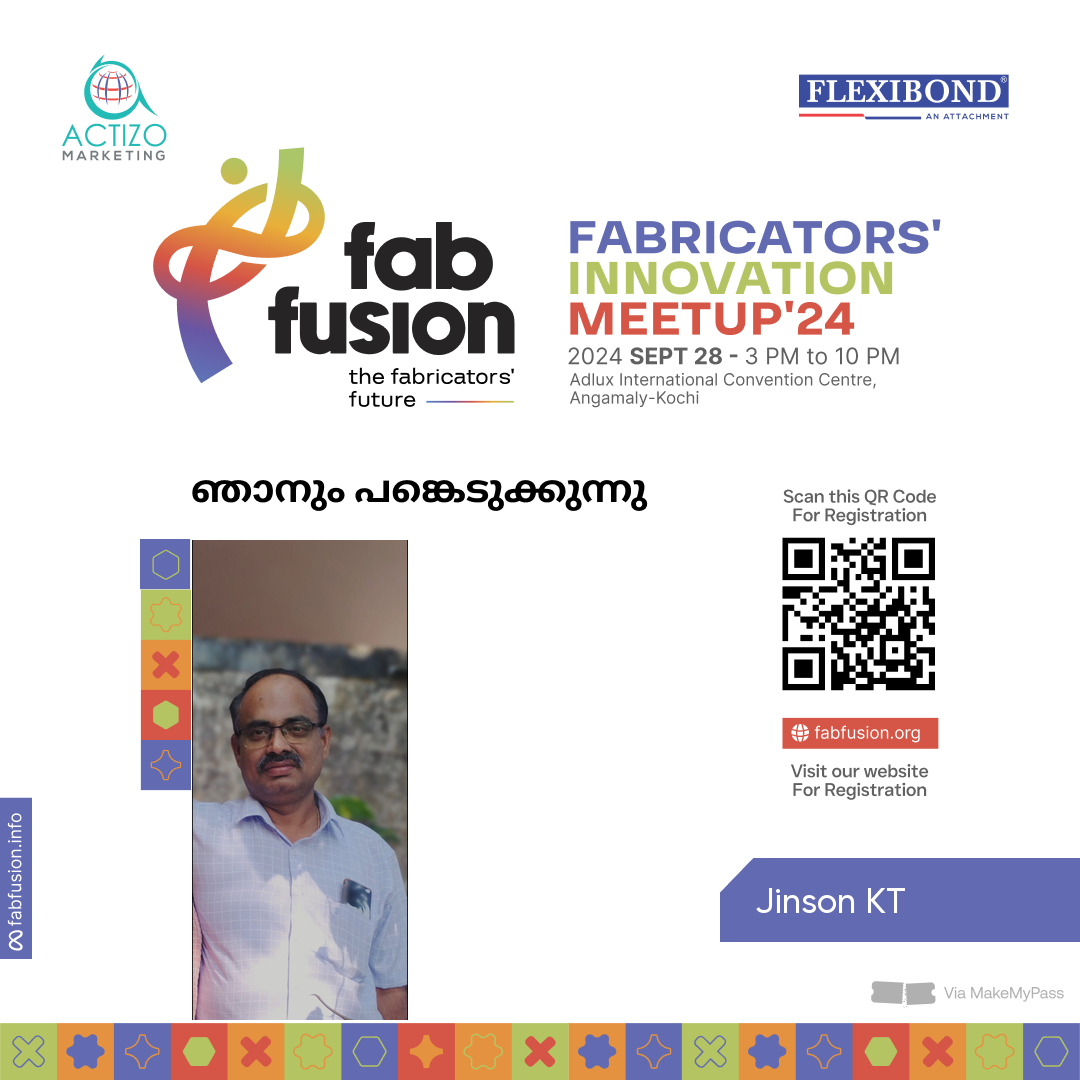 ACTIZO
MARKETING
FLEXIBOND®
AN ATTACHMENT
fab
fusion
the fabricators'
future
FABRICATORS'
INNOVATION
MEETUP'24
2024 SEPT 28 - 3 PM to 10 PM
Adlux International Convention Centre,
Angamaly-Kochi
ഞാനും പങ്കെടുക്കുന്നു
Scan this QR Code
For Registration
fabfusion.org
Visit our website
For Registration
fabfusion.info
Jinson KT
Via MakeMyPass